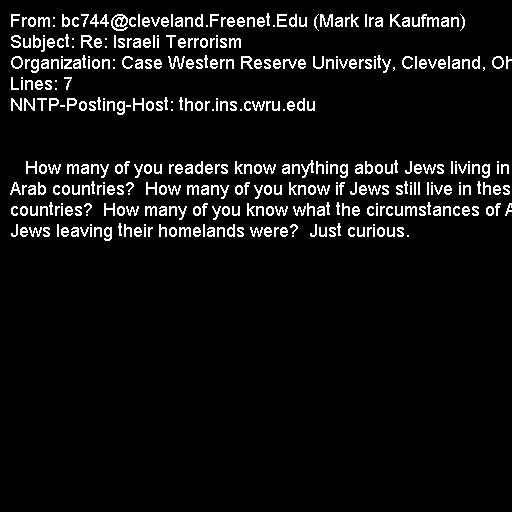 From: bc744@cleveland.Freenet.Edu (Mark Ira Kaufman)
Subject: Re: Israeli Terrorism
Organization: Case Western Reserve University, Cleveland,
Lines: 7
NNTP-Posting-Host: thor.ins.cwru.edu
How many of you readers know anything about Jews living in
Arab countries? How many of you know if Jews still live in
countries? How many of you know what the circumstances of
Jews leaving their homelands were? Just curious.